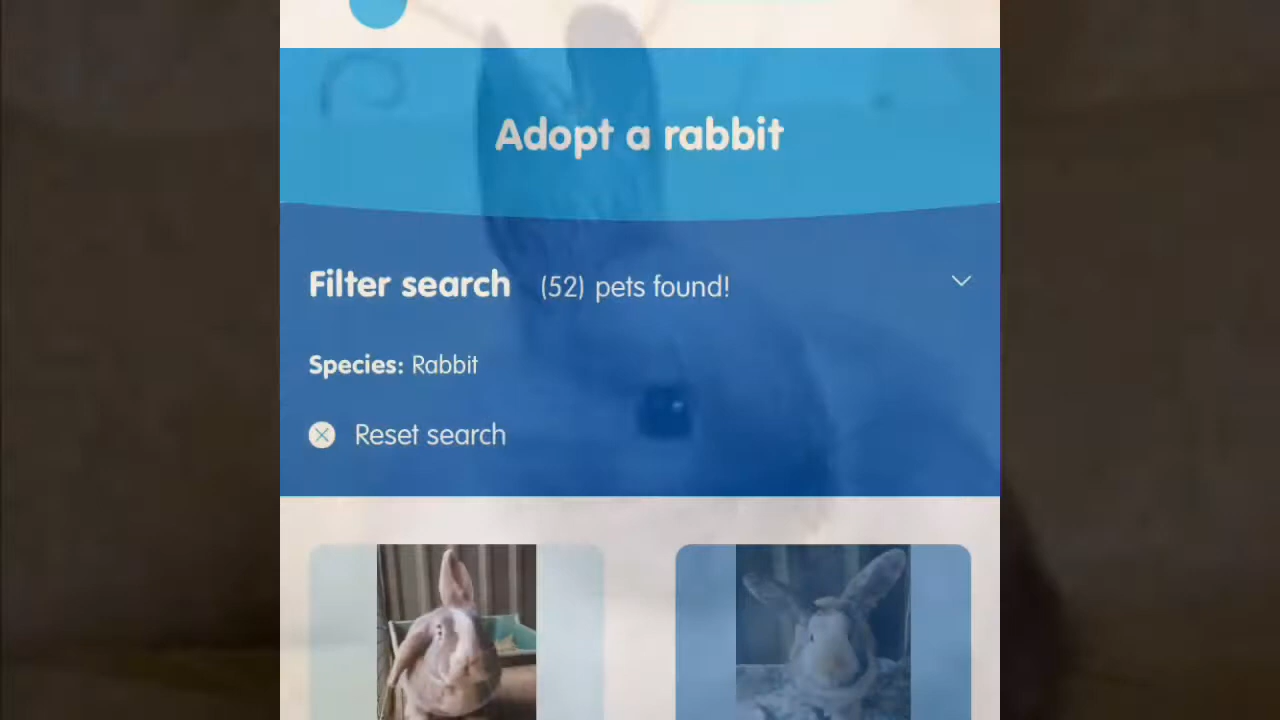 Adopt a rabbit
Filter search (52) pets found!
Species: Rabbit
Reset search